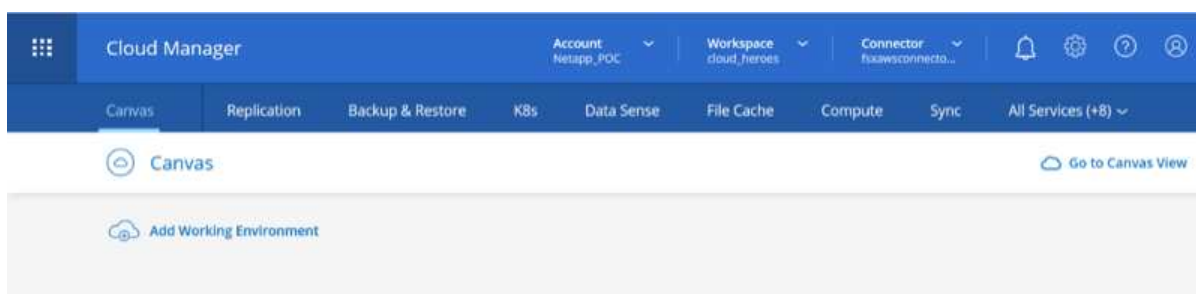 Cloud Manager
Account
Netapp_POC
Workspace
cloud_heroes
Connector
fsxawsconnecto...
Canvas Replication Backup & Restore K8s Data Sense File Cache Compute Sync All Services (+8)
Canvas
Go to Canvas View
Add Working Environment